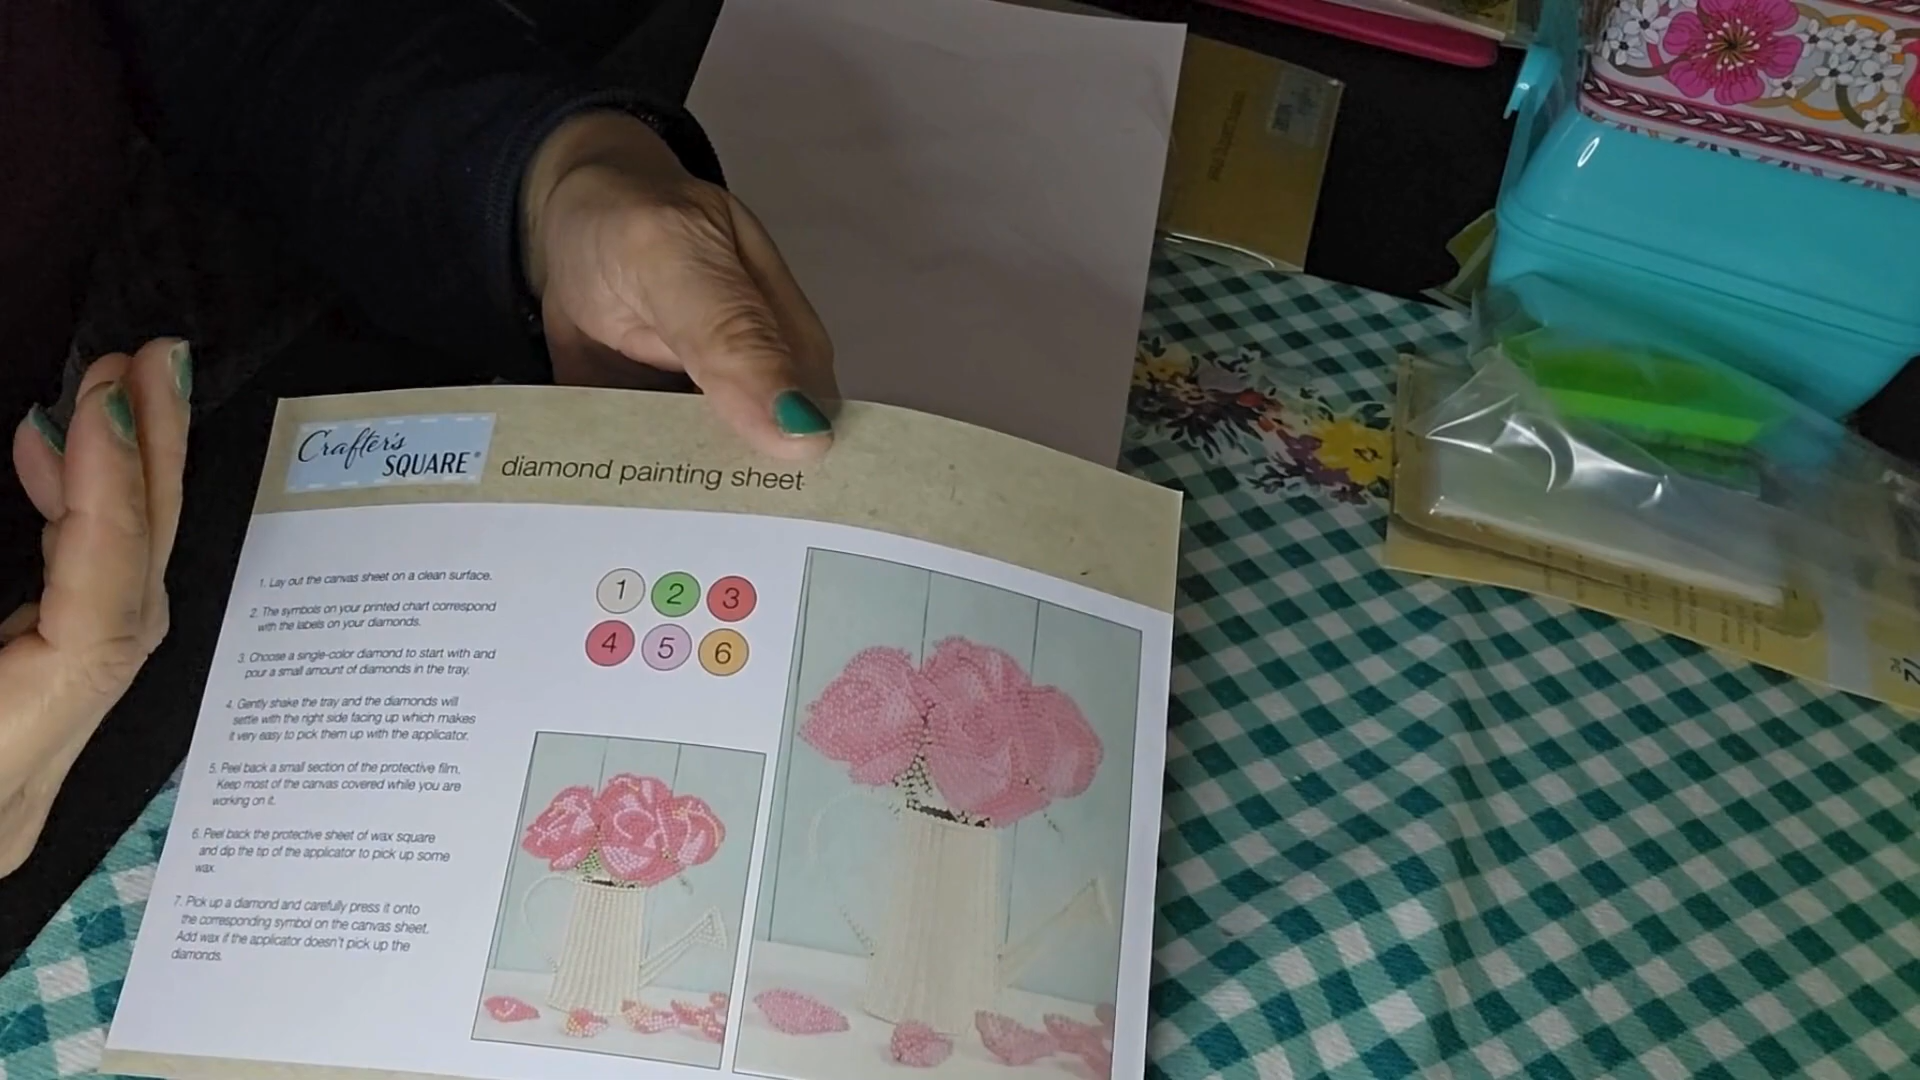 Crafter's
SQUARE®
diamond painting sheet
1. Lay out the canvas sheet on a clean surface.
2. The symbols on your printed chart correspond
with the labels on your diamonds.
3. Choose a single-color diamond to start with and
pour a small amount of diamonds in the tray.
4. Gently shake the tray and the diamonds will
settle with the right side facing up which makes
it very easy to pick them up with the applicator.
5. Peel back a small section of the protective film.
Keep most of the canvas covered while you are
working on it.
6. Peel back the protective sheet of wax square
and dip the tip of the applicator to pick up some
wax.
7. Pick up a diamond and carefully press it onto
the corresponding symbol on the canvas sheet.
Add wax if the applicator doesn't pick up the
diamonds.
1 2 3
4 5 6